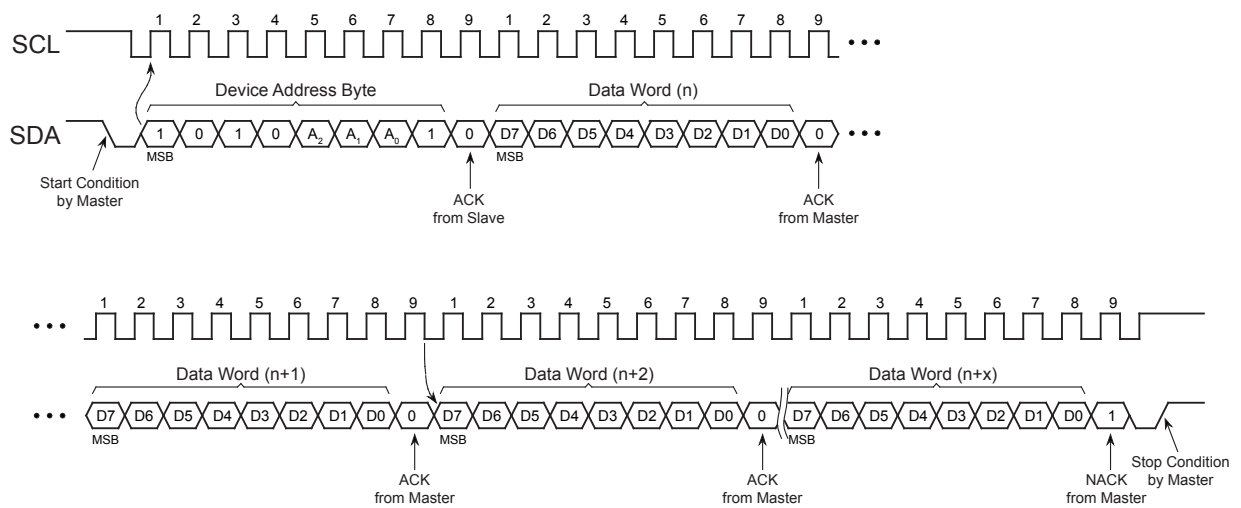 1 2 3 4 5 6 7 8 9 1 2 3 4 5 6 7 8 9
SCL
Device Address Byte Data Word (n)
SDA 1 0 1 0 A2 A1 A0 1 0 D7 D6 D5 D4 D3 D2 D1 D0 0
MSB MSB
Start Condition
by Master
ACK
from Slave
ACK
from Master
1 2 3 4 5 6 7 8 9 1 2 3 4 5 6 7 8 9 1 2 3 4 5 6 7 8 9
Data Word (n+1) Data Word (n+2) Data Word (n+x)
D7 D6 D5 D4 D3 D2 D1 D0 0 D7 D6 D5 D4 D3 D2 D1 D0 0 D7 D6 D5 D4 D3 D2 D1 D0 1
MSB MSB MSB
ACK
from Master
ACK
from Master
NACK
from Master
Stop Condition
by Master